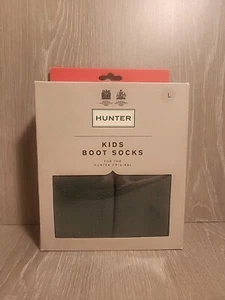 L
HUNTER
KIDS
BOOT SOCKS
FOR THE
HUNTER ORIGINAL